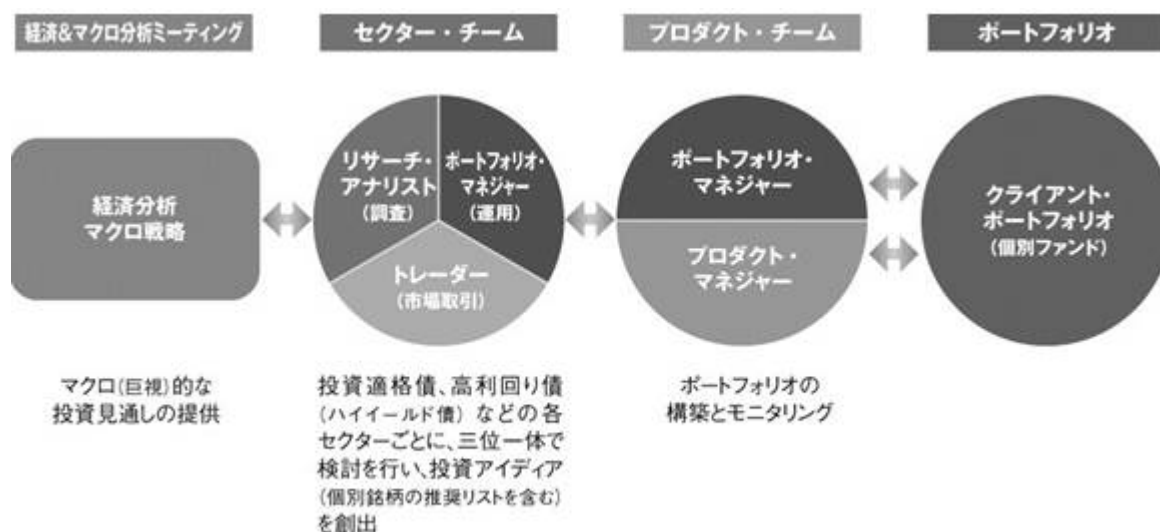 経済&マクロ分析ミーティング
セクター・チーム
プロダクト・チーム
ポートフォリオ
経済分析
マクロ戦略
リサーチ・
アナリスト
(調査)
ポートフォリオ・
マネジャー
(運用)
トレーダー
(市場取引)
ポートフォリオ・
マネジャー
プロダクト・
マネジャー
クライアント・
ポートフォリオ
(個別ファンド)
マクロ(巨視)的な
投資見通しの提供
投資適格債、高利回り債
(ハイイールド債)などの各
セクターごとに、三位一体で
検討を行い、投資アイディア
(個別銘柄の推奨リストを含む)
を創出
ポートフォリオの
構築とモニタリング